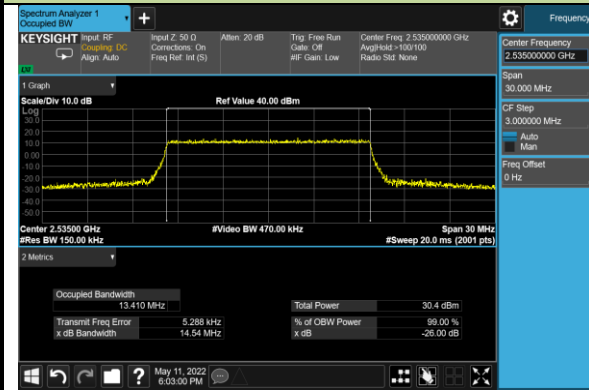 Spectrum Analyzer 1
Occupied BW
Frequency
KEYSIGHT Input: RF
Coupling: DC
Align: Auto
Input Z: 50 Ω
Corrections: On
Freq Ref: Int (S)
Atten: 20 dB
Trig: Free Run
Gate: Off
#IF Gain: Low
Center Freq: 2.535000000 GHz
Avg|Hold:>100/100
Radio Std: None
Center Frequency
2.535000000 GHz
Span
30.000 MHz
CF Step
3.000000 MHz
Auto
Man
Freq Offset
0 Hz
1 Graph
Scale/Div 10.0 dB
Ref Value 40.00 dBm
Log
30.0
20.0
10.0
0.00
-10.0
-20.0
-30.0
-40.0
-50.0
Center 2.53500 GHz
#Res BW 150.00 kHz
#Video BW 470.00 kHz
Span 30 MHz
#Sweep 20.0 ms (2001 pts)
2 Metrics
Occupied Bandwidth
13.410 MHz
Total Power 30.4 dBm
Transmit Freq Error 5.288 kHz
% of OBW Power 99.00 %
x dB Bandwidth 14.54 MHz
x dB -26.00 dB
May 11, 2022
6:03:00 PM